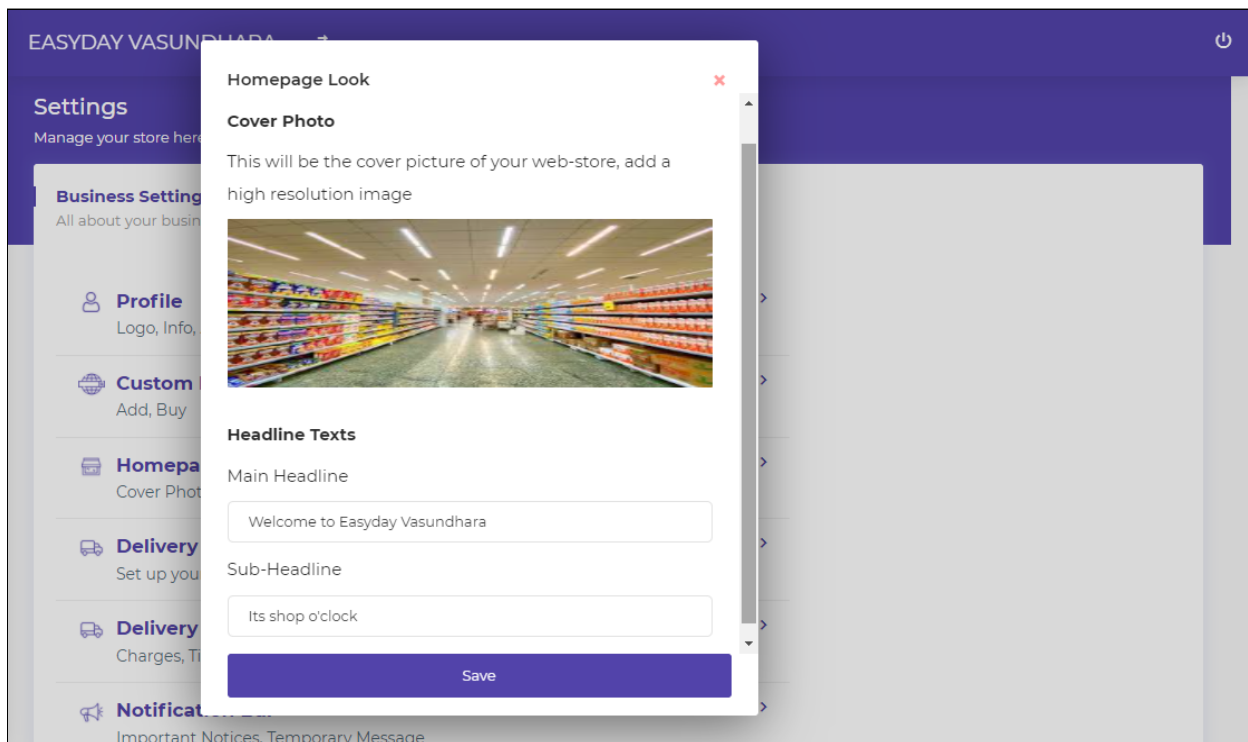 EASYDAY VASUNDHARA
Settings
Manage your store here
Business Setting
All about your busin
Profile
Logo, Info,
Custom
Add, Buy
Homepa
Cover Phot
Delivery
Set up you
Delivery
Charges, Ti
Notification Bar
Important Notices, Temporary Message
Homepage Look
Cover Photo
This will be the cover picture of your web-store, add a
high resolution image
Headline Texts
Main Headline
Welcome to Easyday Vasundhara
Sub-Headline
Its shop o'clock
Save